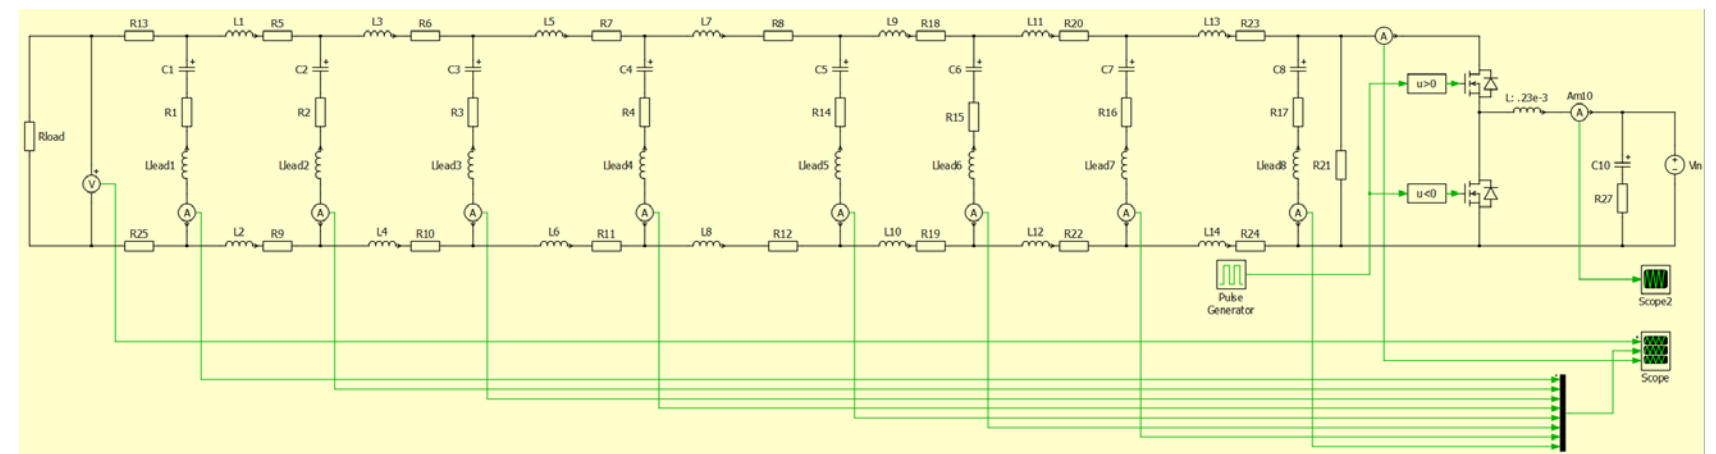 R13 L1 R5 L3 R6 L5 R7 L7 R8 L9 R18 L11 R20 L13 R23 A
C1 C2 C3 C4 C5 C6 C7 C8 u>0 L: .23e-3 Am10
+ + + + + + + +
R1 R2 R3 R4 R14 R15 R16 R17 A
Rload
Llead1 Llead2 Llead3 Llead4 Llead5 Llead6 Llead7 Llead8 R21 C10 + Vin
V + u<0 R27
A A A A A A A A
R25 L2 R9 L4 R10 L6 R11 L8 R12 L10 R19 L12 R22 L14 R24
Pulse
Generator
Scope2
Scope